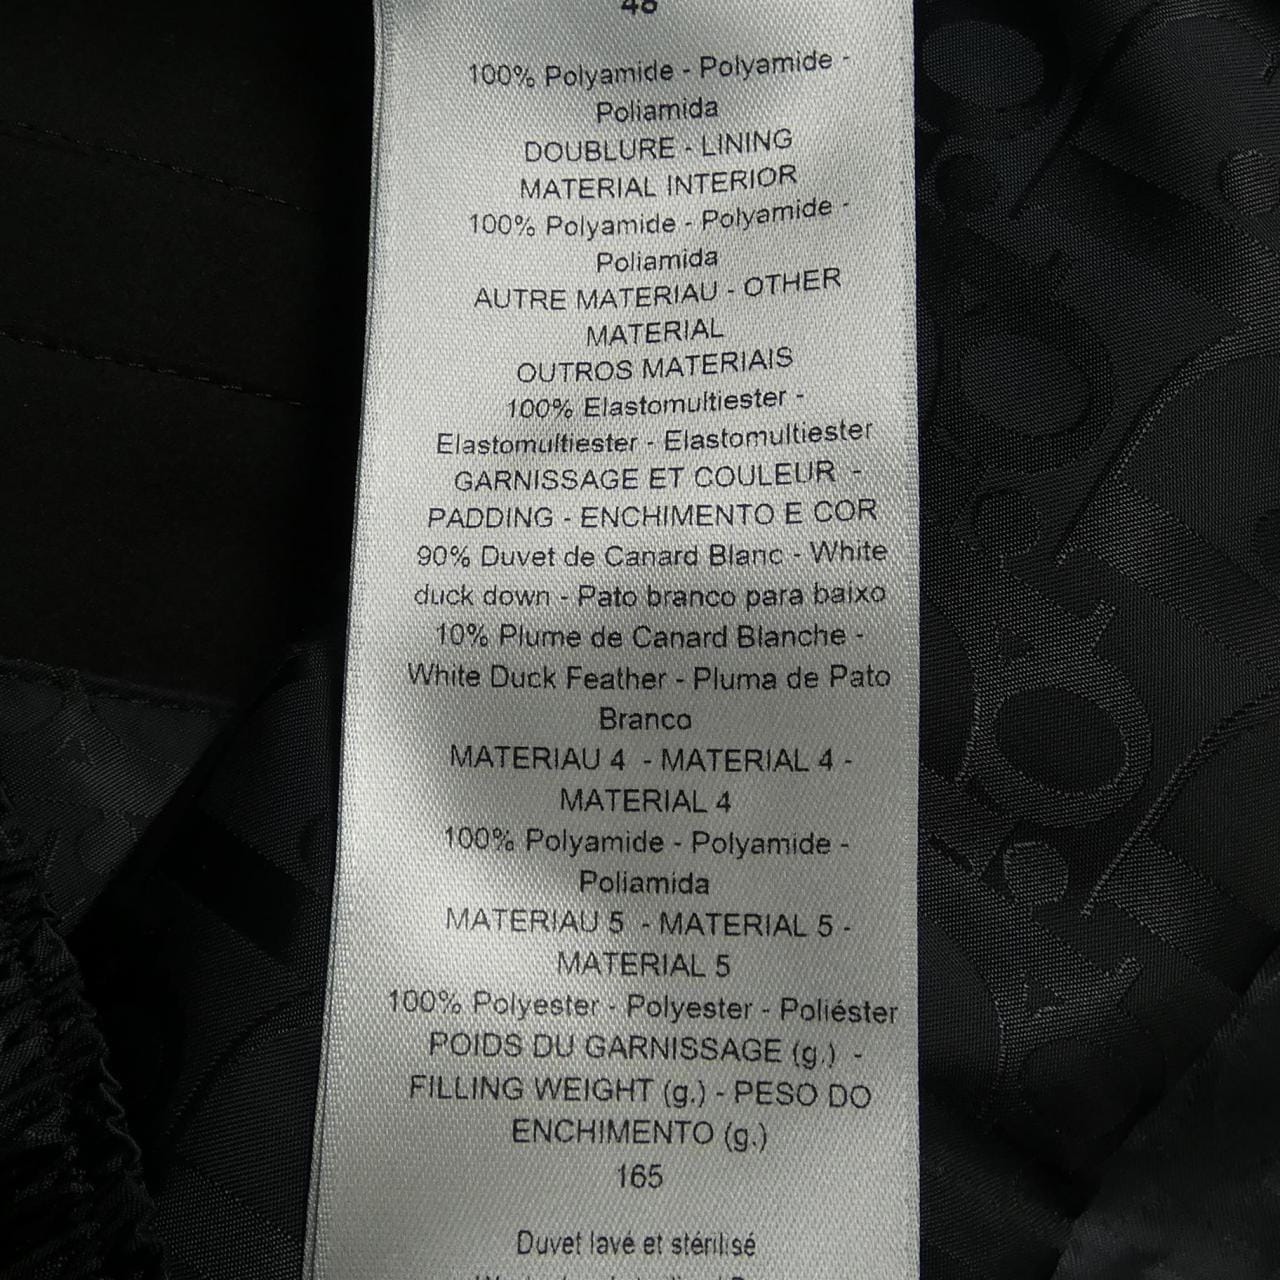 48
100% Polyamide - Polyamide -
Poliamida
DOUBLURE - LINING
MATERIAL INTERIOR
100% Polyamide - Polyamide -
Poliamida
AUTRE MATERIAU - OTHER
MATERIAL
OUTROS MATERIAIS
100% Elastomultiester -
Elastomultiester - Elastomultiester
GARNISSAGE ET COULEUR -
PADDING - ENCHIMENTO E COR
90% Duvet de Canard Blanc - White
duck down - Pato branco para baixo
10% Plume de Canard Blanche -
White Duck Feather - Pluma de Pato
Branco
MATERIAU 4 - MATERIAL 4 -
MATERIAL 4
100% Polyamide - Polyamide -
Poliamida
MATERIAU 5 - MATERIAL 5 -
MATERIAL 5
100% Polyester - Polyester - Poliéster
POIDS DU GARNISSAGE (g.) -
FILLING WEIGHT (g.) - PESO DO
ENCHIMENTO (g.)
165
Duvet lavé et stérilisé